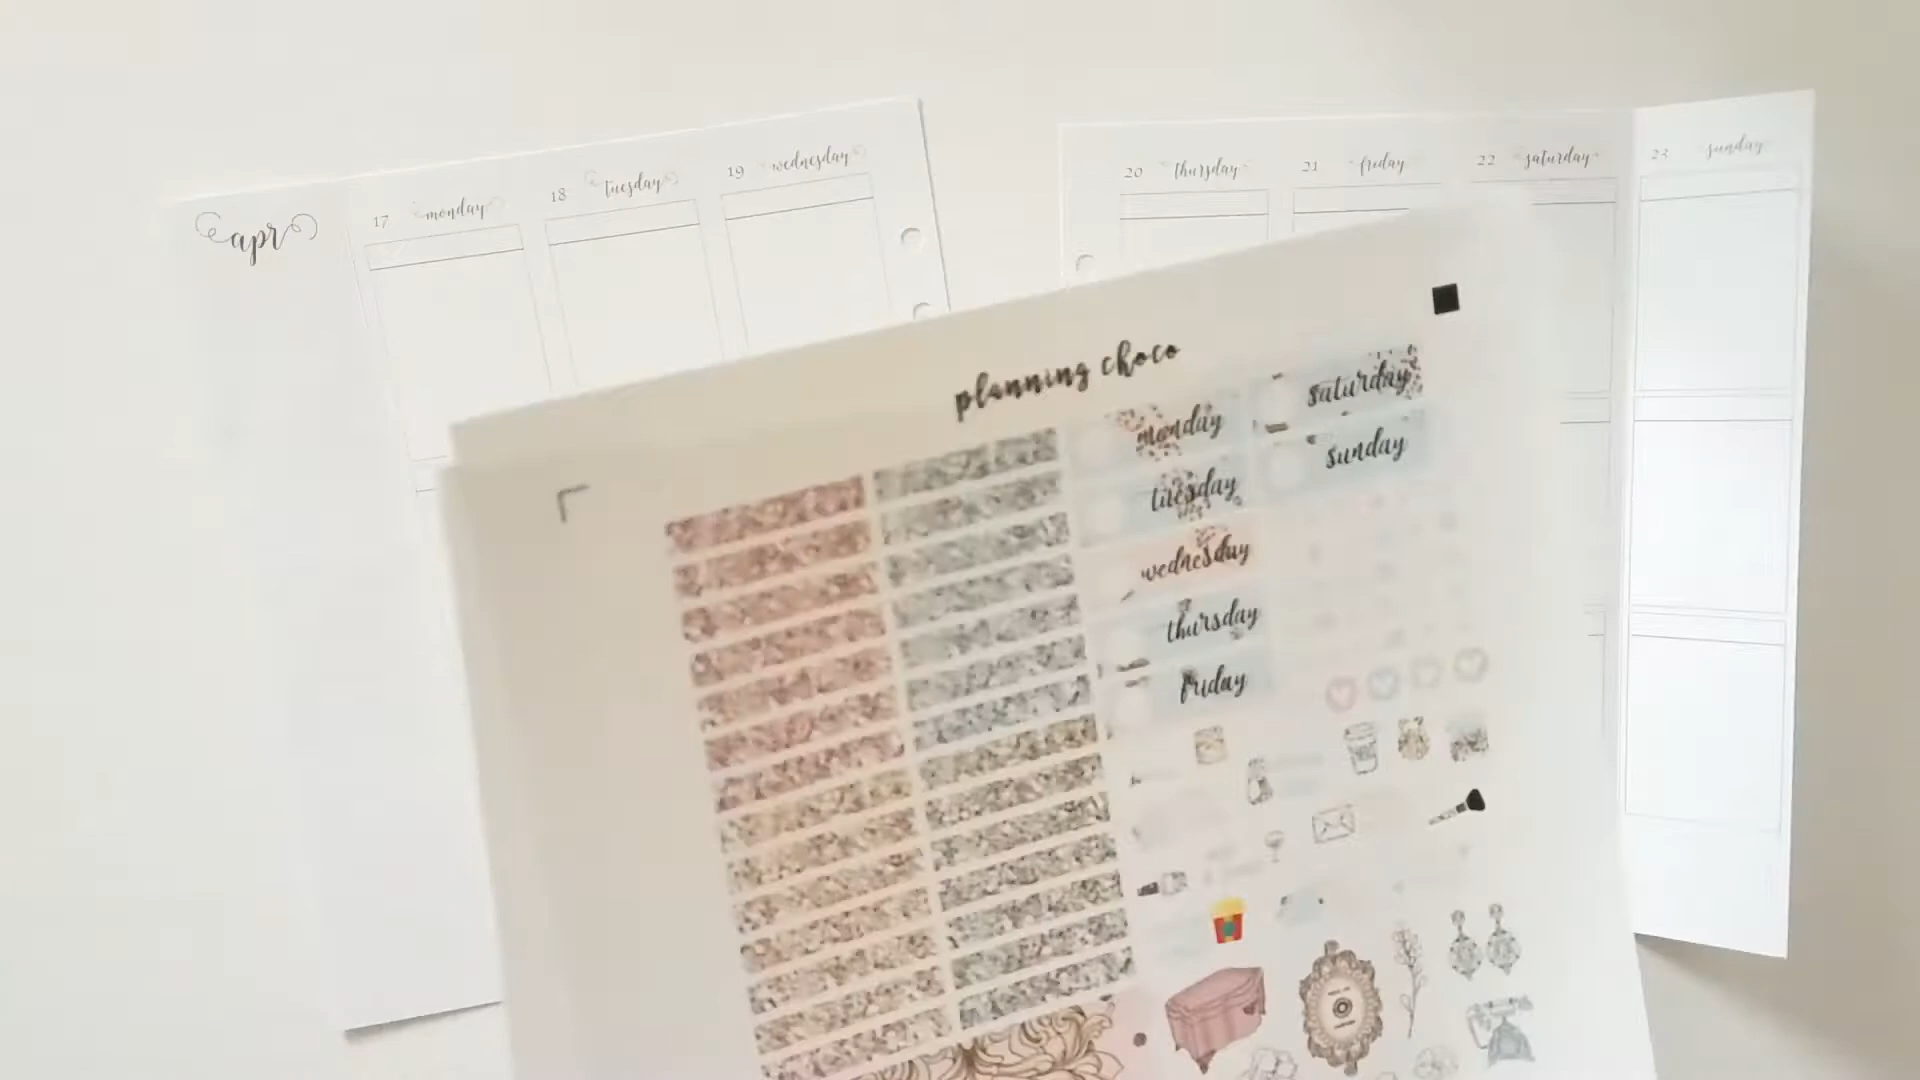 apr
17 monday
18 tuesday
19 wednesday
20 thursday
21 friday
22 saturday
23 sunday
planning choco
monday
tuesday
wednesday
thursday
friday
saturday
sunday